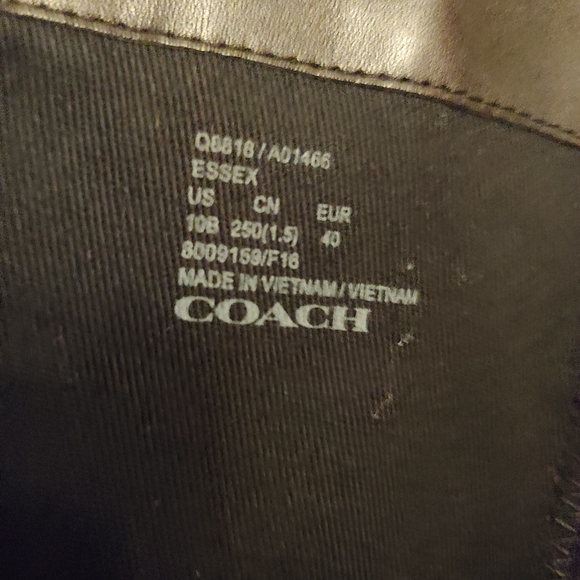 Q8818/A01466
ESSEX
US CN EUR
10B 250(1.5) 40
8009159/F16
MADE IN VIETNAM/VIETNAM
COACH